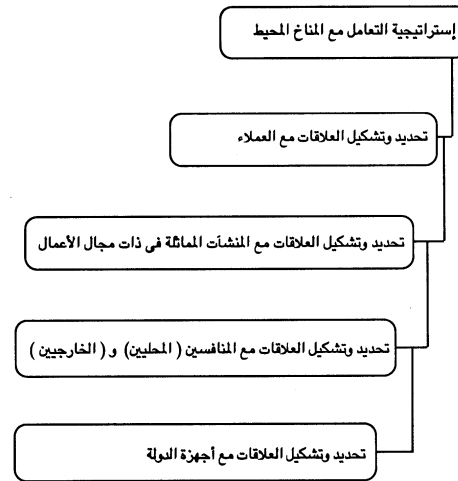 إستراتيجية التعامل مع المناخ المحيط
تحديد وتشكيل العلاقات مع العملاء
تحديد وتشكيل العلاقات مع المنشآت المماثلة فى ذات مجال الأعمال
تحديد وتشكيل العلاقات مع المنافسين ( المحليين ) و ( الخارجيين )
تحديد وتشكيل العلاقات مع أجهزة الدولة